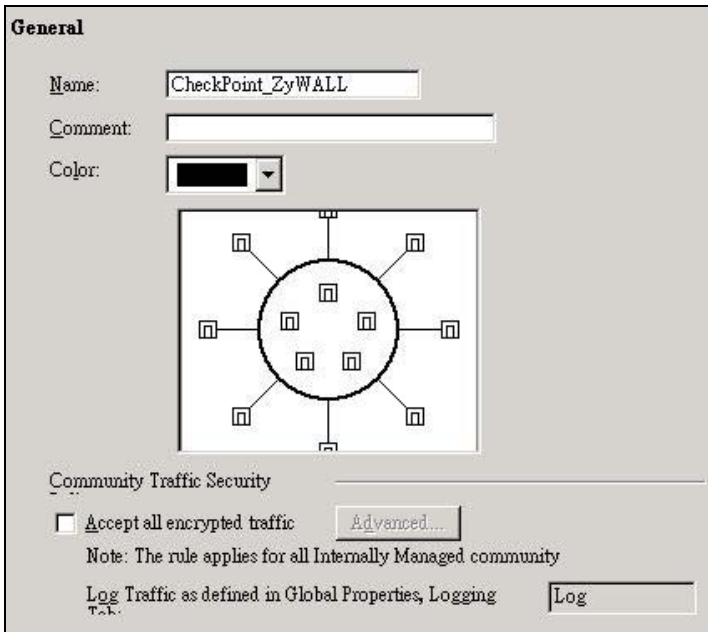 General
Name: CheckPoint_ZyWALL
Comment:
Color:
Community Traffic Security
Accept all encrypted traffic Advanced...
Note: The rule applies for all Internally Managed community
Log Traffic as defined in Global Properties, Logging Log